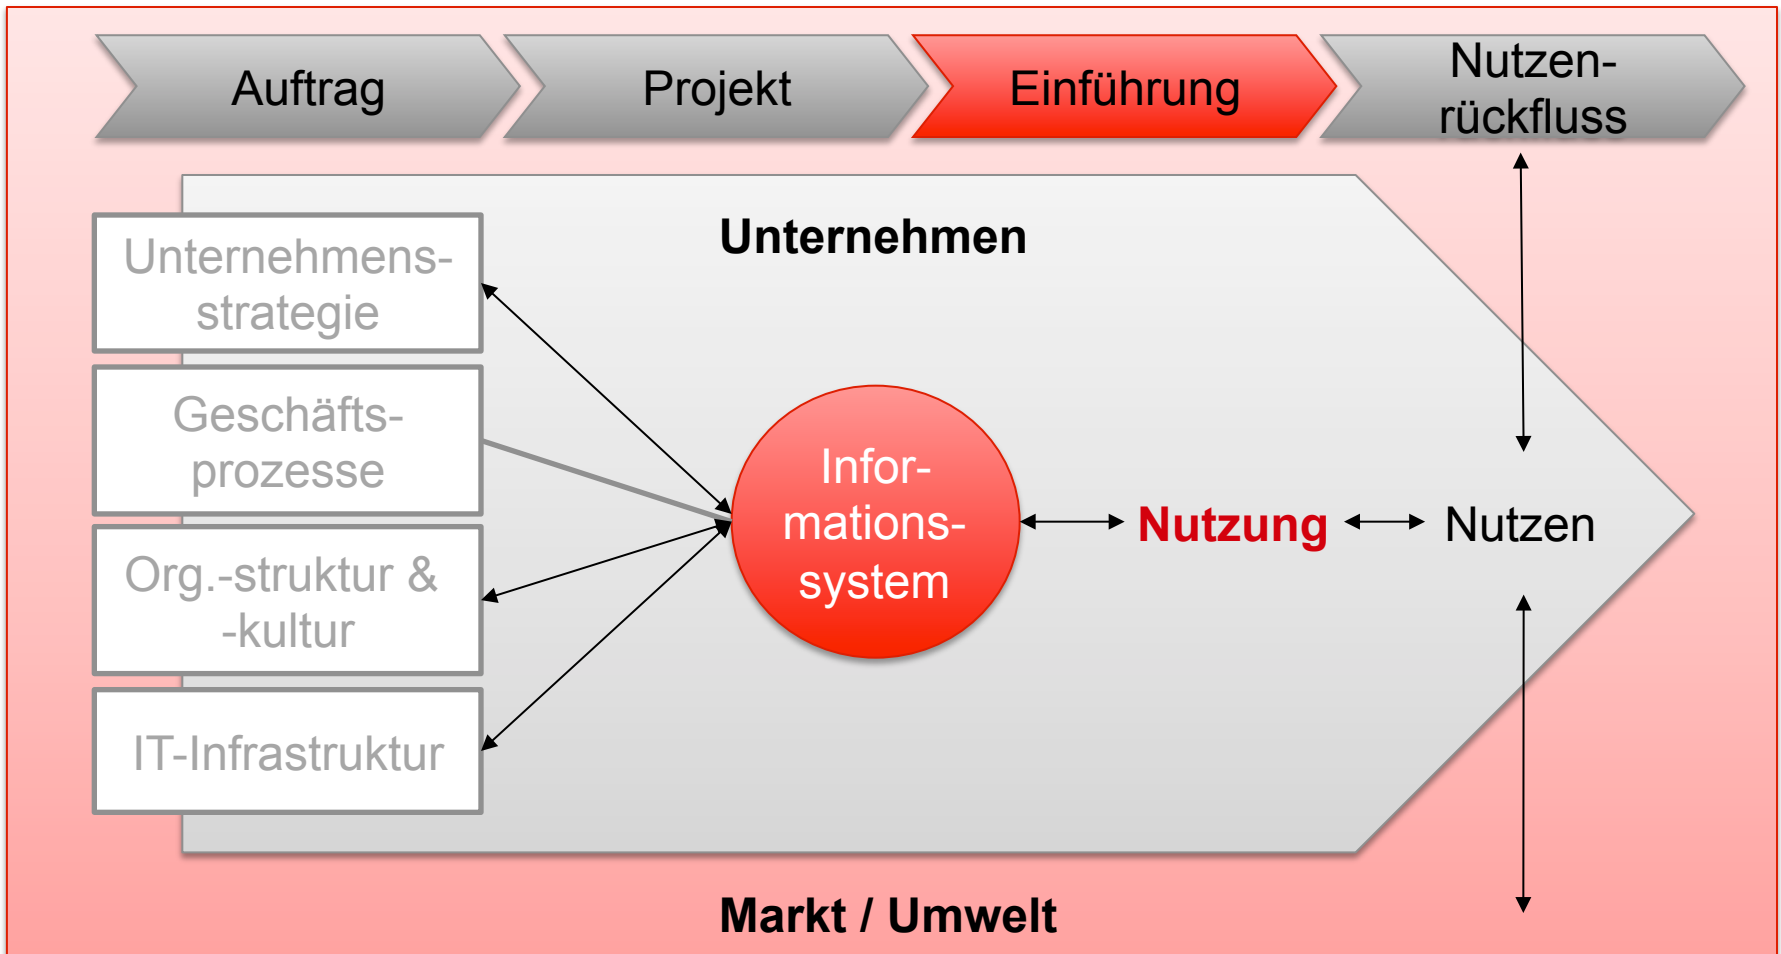 Auftrag
Projekt
Einführung
Nutzen-
rückfluss
Unternehmen
Unternehmens-
strategie
Geschäfts-
prozesse
Org.-struktur &
-kultur
IT-Infrastruktur
Infor-
mations-
system
Nutzung
Nutzen
Markt / Umwelt